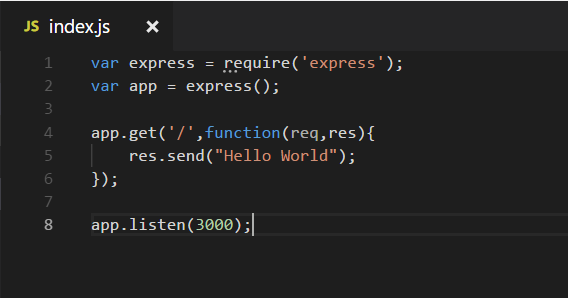 JS index.js ×
1 var express = require('express');
2 var app = express();
3
4 app.get('/',function(req,res){
5     res.send("Hello World");
6 });
7
8 app.listen(3000);